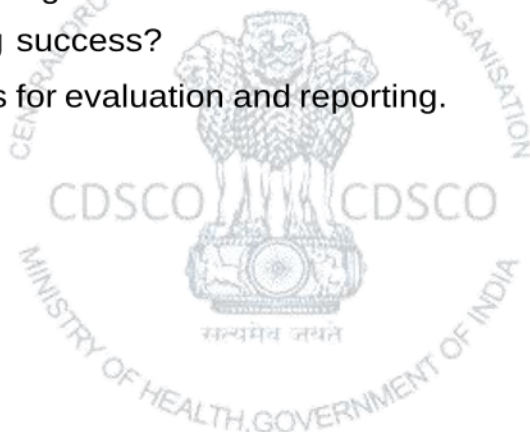 success?
s for evaluation and reporting.
CDSCO CDSCO
सत्यमेव जयते
MINISTRY OF HEALTH, GOVERNMENT OF INDIA